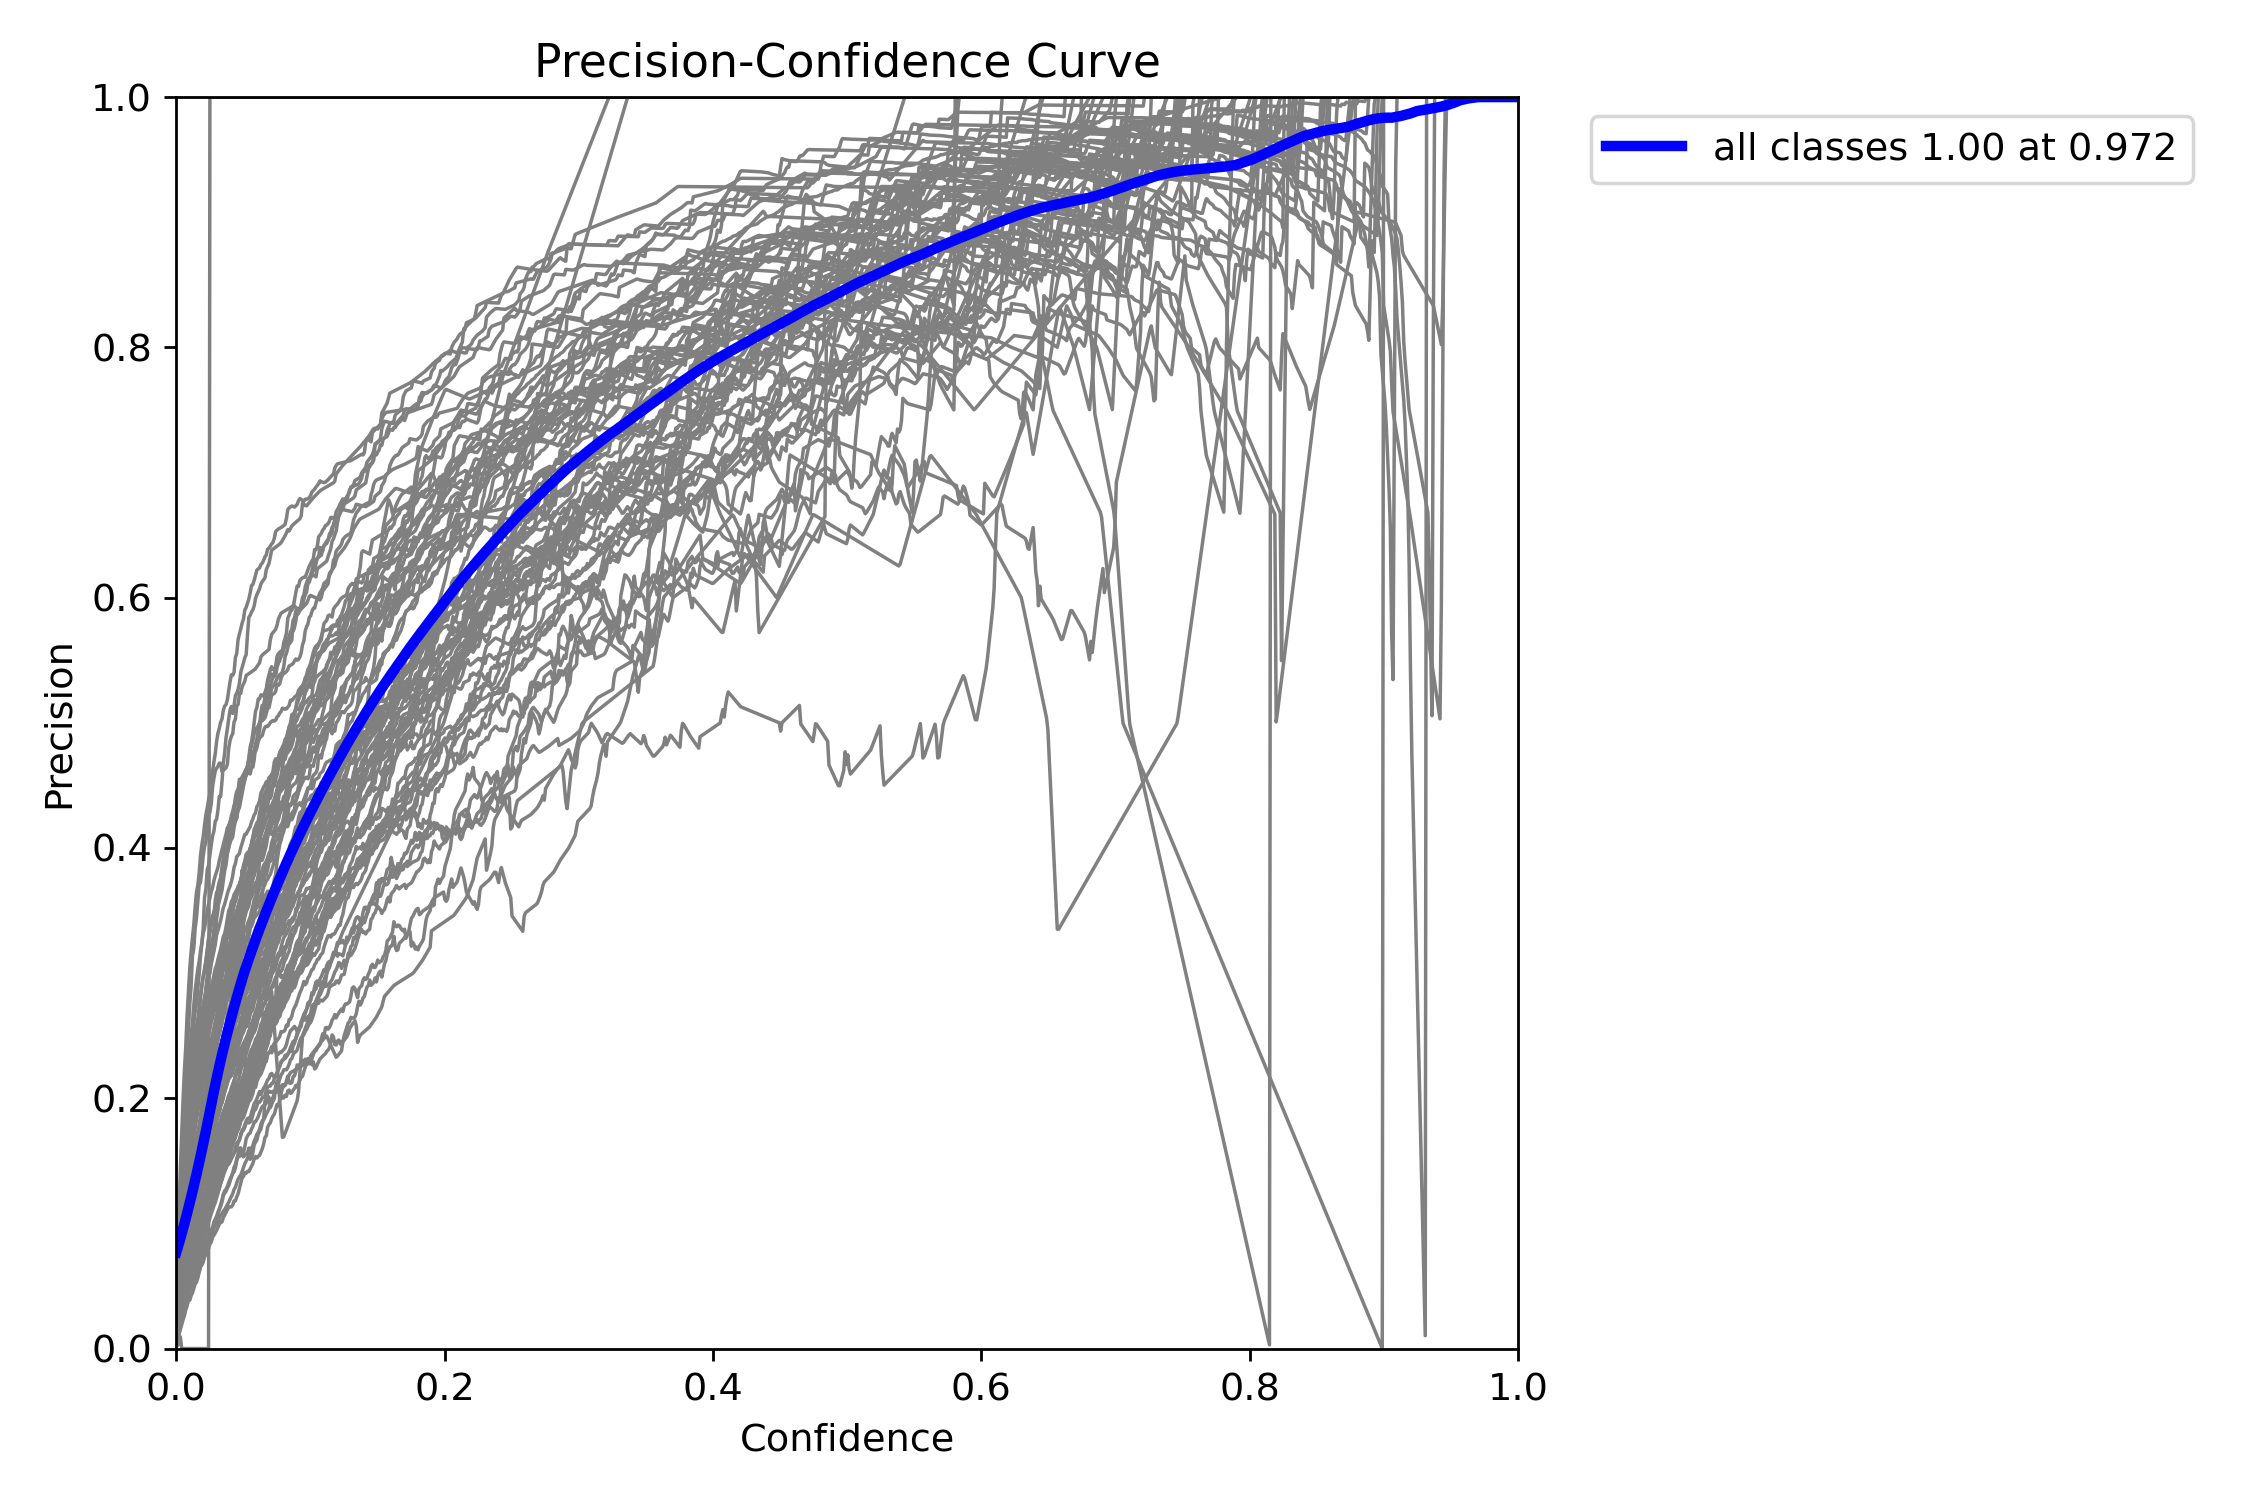 Precision-Confidence Curve
all classes 1.00 at 0.972
Precision
1.0
0.8
0.6
0.4
0.2
0.0
0.0 0.2 0.4 0.6 0.8 1.0
Confidence